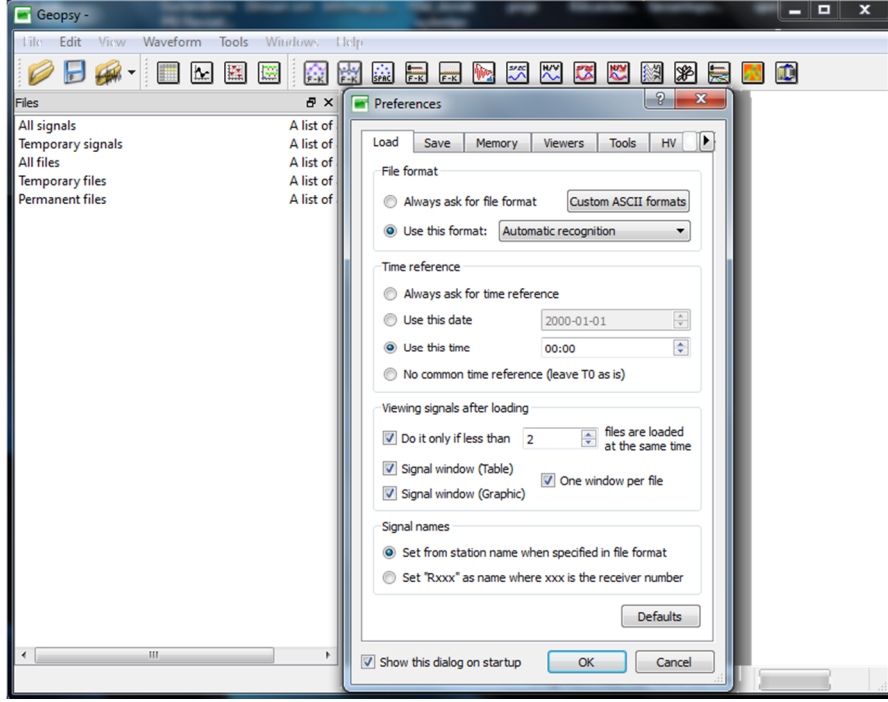 Geopsy -
File Edit View Waveform Tools Windows Help
F-K F-K SPAC F-K F-K SPEC H/V
Files
All signals A list of
Temporary signals A list of
All files A list of
Temporary files A list of
Permanent files A list of
Preferences
Load Save Memory Viewers Tools HV
File format
Always ask for file format Custom ASCII formats
Use this format: Automatic recognition
Time reference
Always ask for time reference
Use this date 2000-01-01
Use this time 00:00
No common time reference (leave T0 as is)
Viewing signals after loading
Do it only if less than 2 files are loaded
at the same time
Signal window (Table)
One window per file
Signal window (Graphic)
Signal names
Set from station name when specified in file format
Set "Rxxx" as name where xxx is the receiver number
Defaults
Show this dialog on startup OK Cancel